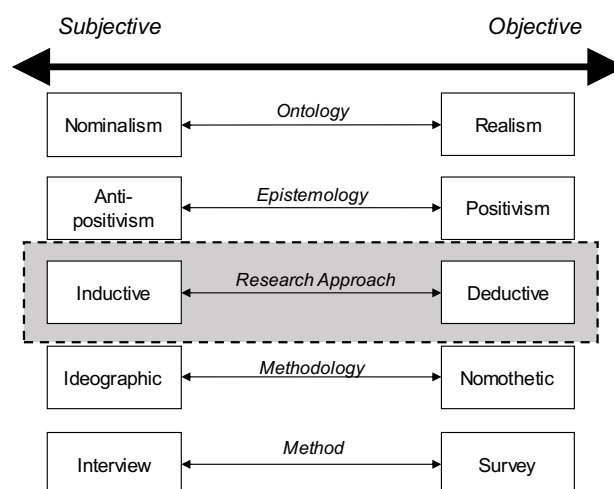 Subjective Objective
Nominalism Ontology Realism
Anti-
positivism Epistemology Positivism
Inductive Research Approach Deductive
Ideographic Methodology Nomothetic
Interview Method Survey